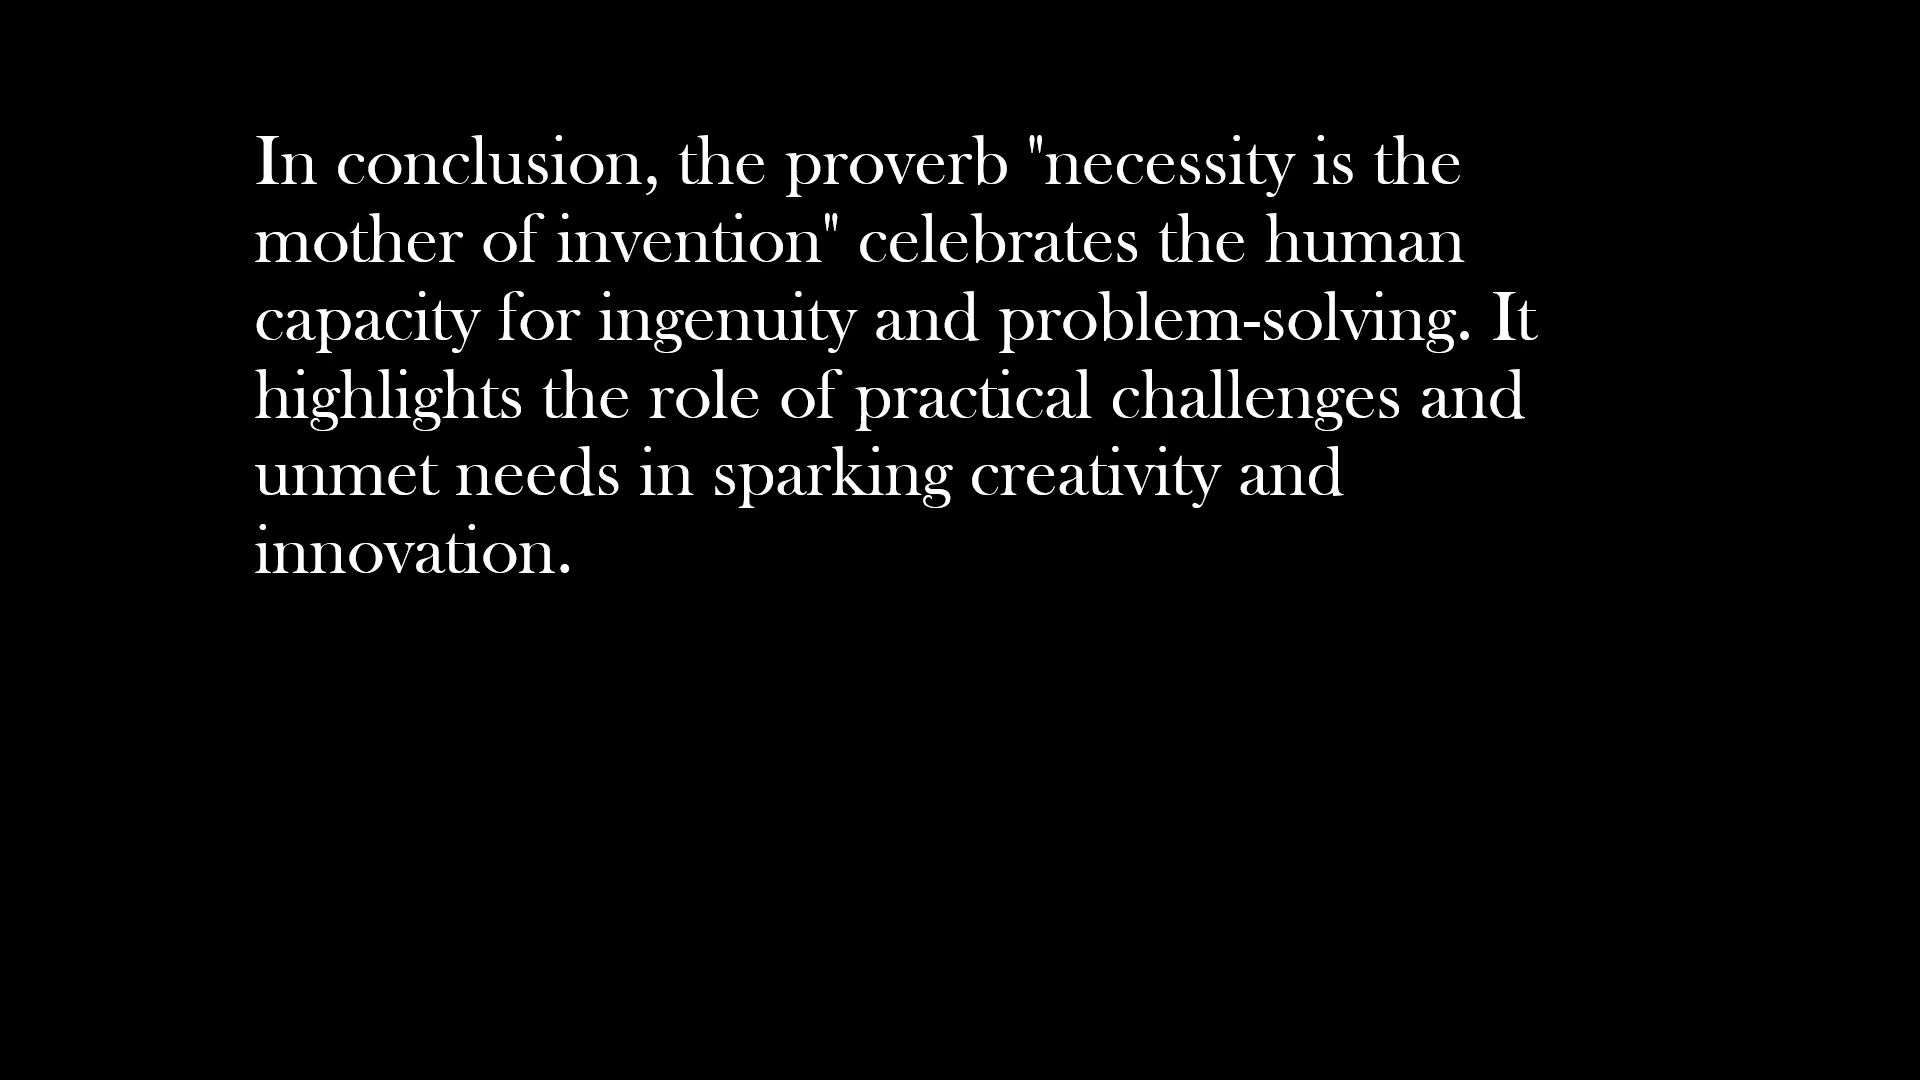 In conclusion, the proverb "necessity is the
mother of invention" celebrates the human
capacity for ingenuity and problem-solving. It
highlights the role of practical challenges and
unmet needs in sparking creativity and
innovation.